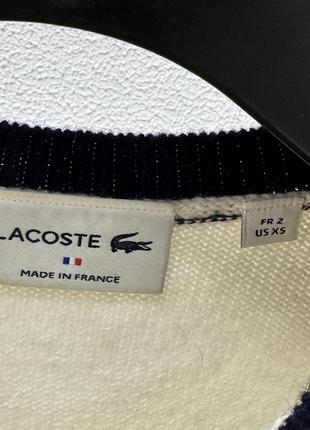 LACOSTE
MADE IN FRANCE
FR 2
US XS